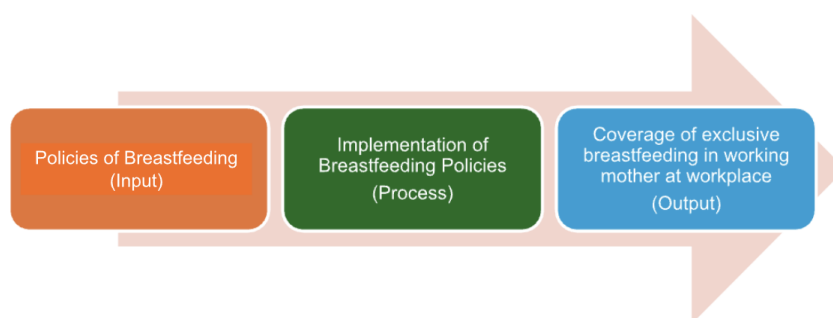 Policies of Breastfeeding
(Input)
Implementation of
Breastfeeding Policies
(Process)
Coverage of exclusive
breastfeeding in working
mother at workplace
(Output)